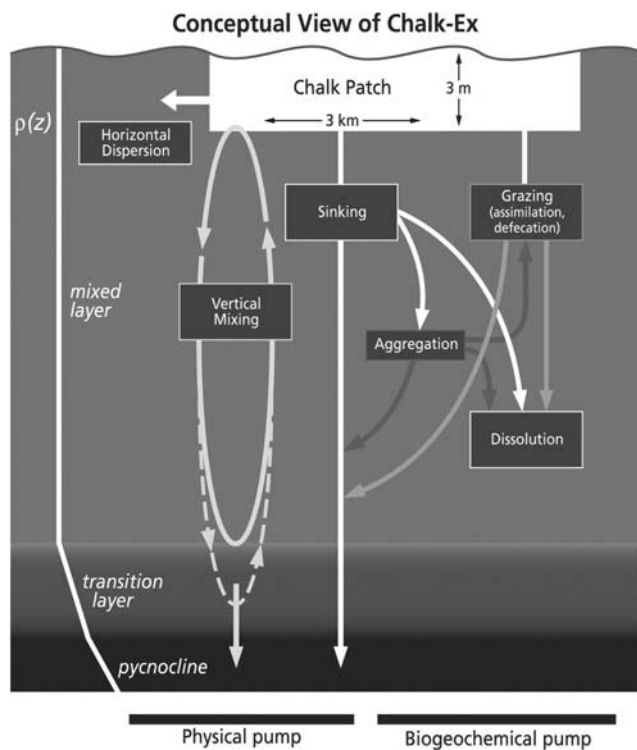 Conceptual View of Chalk-Ex
Chalk Patch
3 m
3 km
ρ(z)
Horizontal
Dispersion
Sinking
Grazing
(assimilation,
defecation)
mixed
layer
Vertical
Mixing
Aggregation
Dissolution
transition
layer
pycnocline
Physical pump
Biogeochemical pump